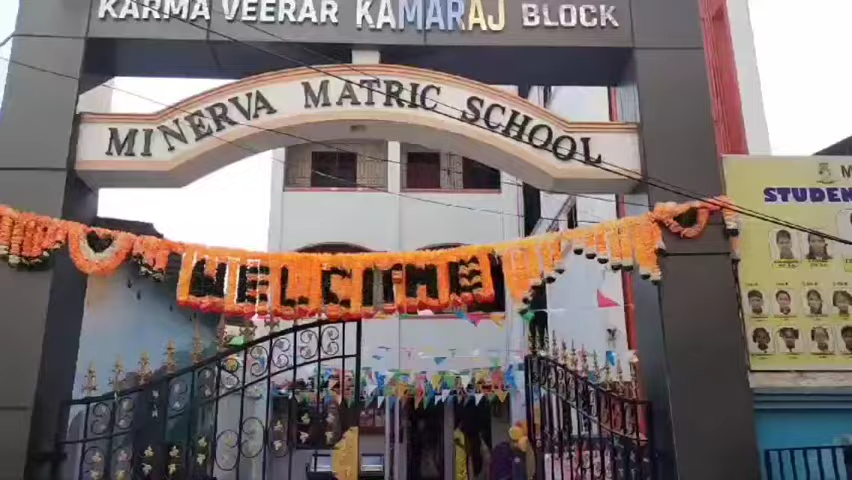 KARMA VEERAR KAMARAJ BLOCK
MINERVA MATRIC SCHOOL
WELCOME
STUDEN